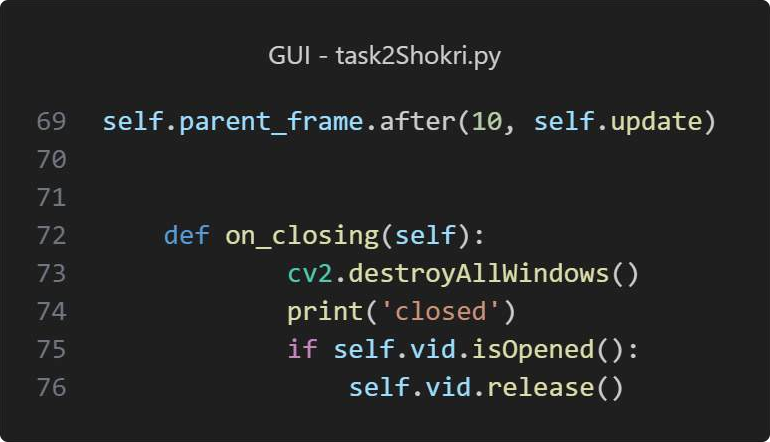 GUI - task2Shokri.py
69 self.parent_frame.after(10, self.update)
70
71
72     def on_closing(self):
73             cv2.destroyAllWindows()
74             print('closed')
75             if self.vid.isOpened():
76                 self.vid.release()